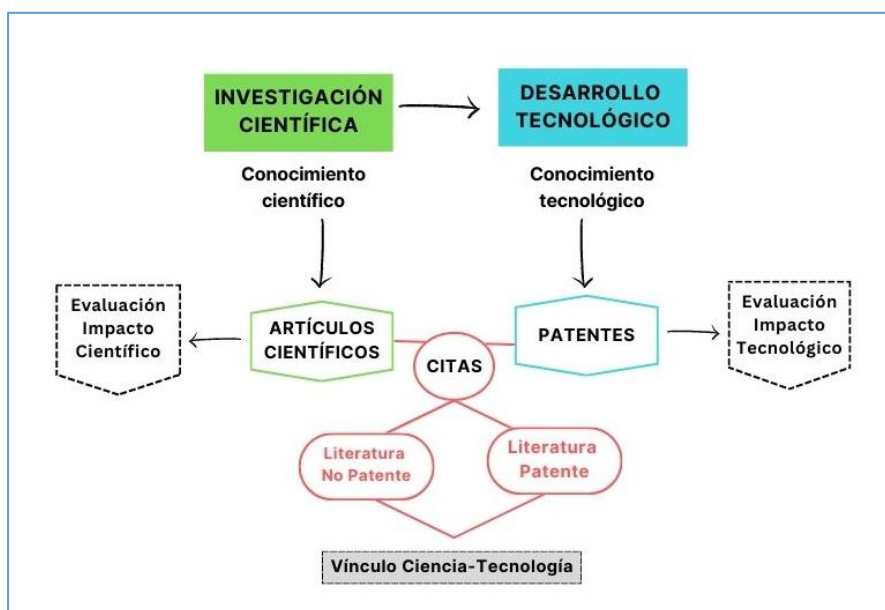 INVESTIGACIÓN
CIENTÍFICA
DESARROLLO
TECNOLÓGICO
Conocimiento
científico
Conocimiento
tecnológico
Evaluación
Impacto
Científico
ARTÍCULOS
CIENTÍFICOS
CITAS
PATENTES
Evaluación
Impacto
Tecnológico
Literatura
No Patente
Literatura
Patente
Vínculo Ciencia-Tecnología